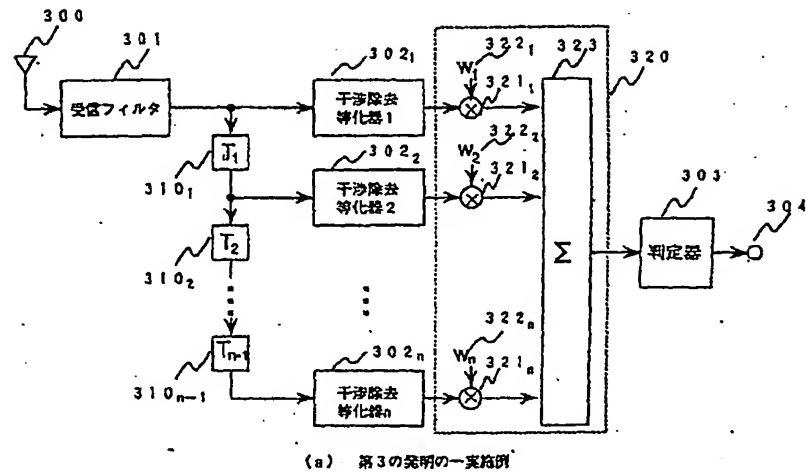 300
301
受信フィルタ
302₁
干渉除去
等化器1
W₁
322₁
321₁
323
320
T₁
310₁
302₂
干渉除去
等化器2
W₂
322₂
321₂
T₂
310₂
Σ
303
判定器
304
Tn-1
310n-1
302n
干渉除去
等化器n
Wn
322n
321n
(a) 第3の発明の一実施例